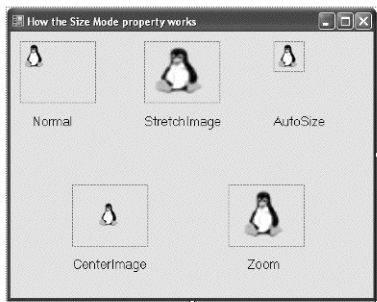 How the Size Mode property works
Normal
StretchImage
AutoSize
CenterImage
Zoom